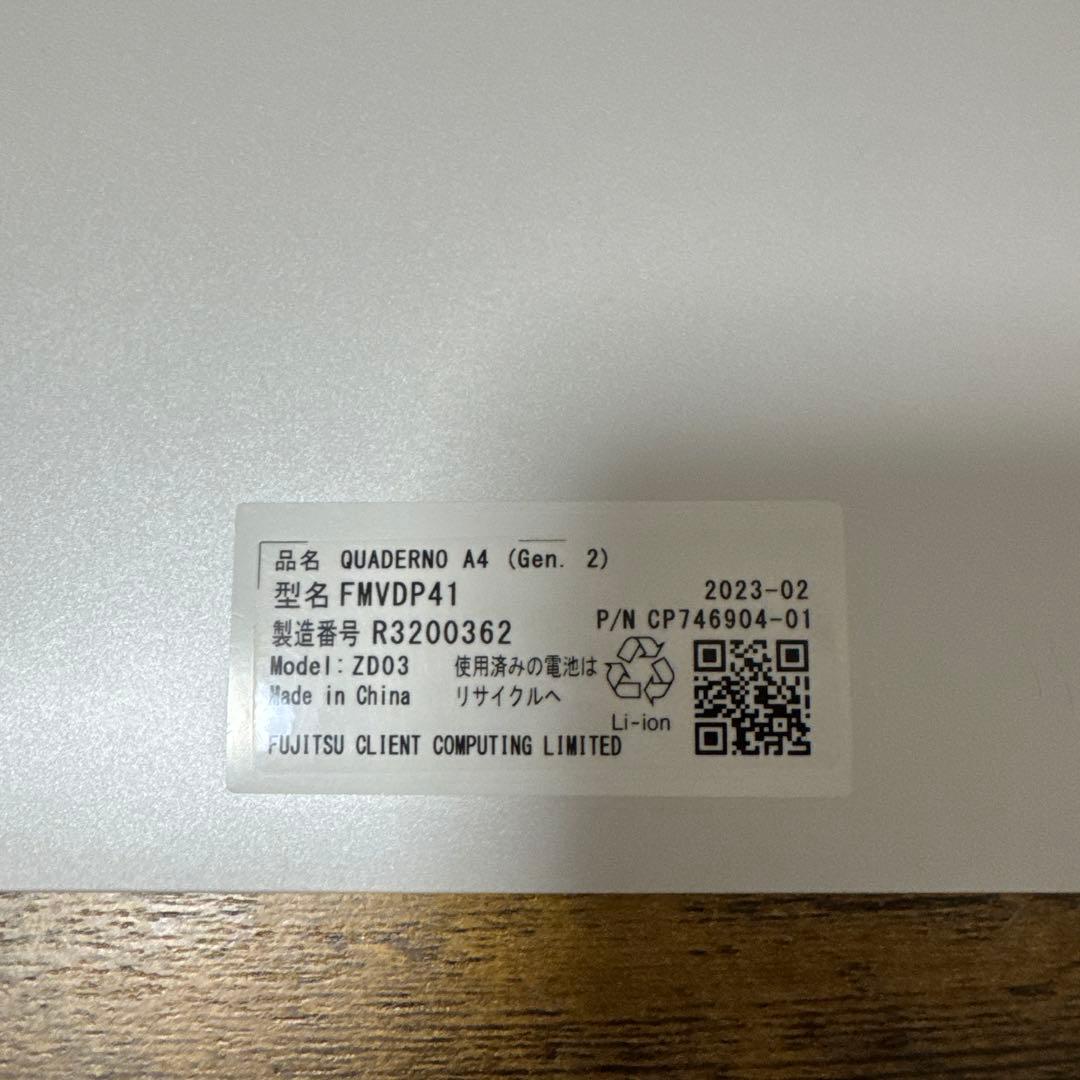 品名 QUADERNO A4 (Gen. 2)
型名 FMVDP41
2023-02
製造番号 R3200362
P/N CP746904-01
Model: ZD03
Made in China
使用済みの電池は
リサイクルへ
Li-ion
FUJITSU CLIENT COMPUTING LIMITED